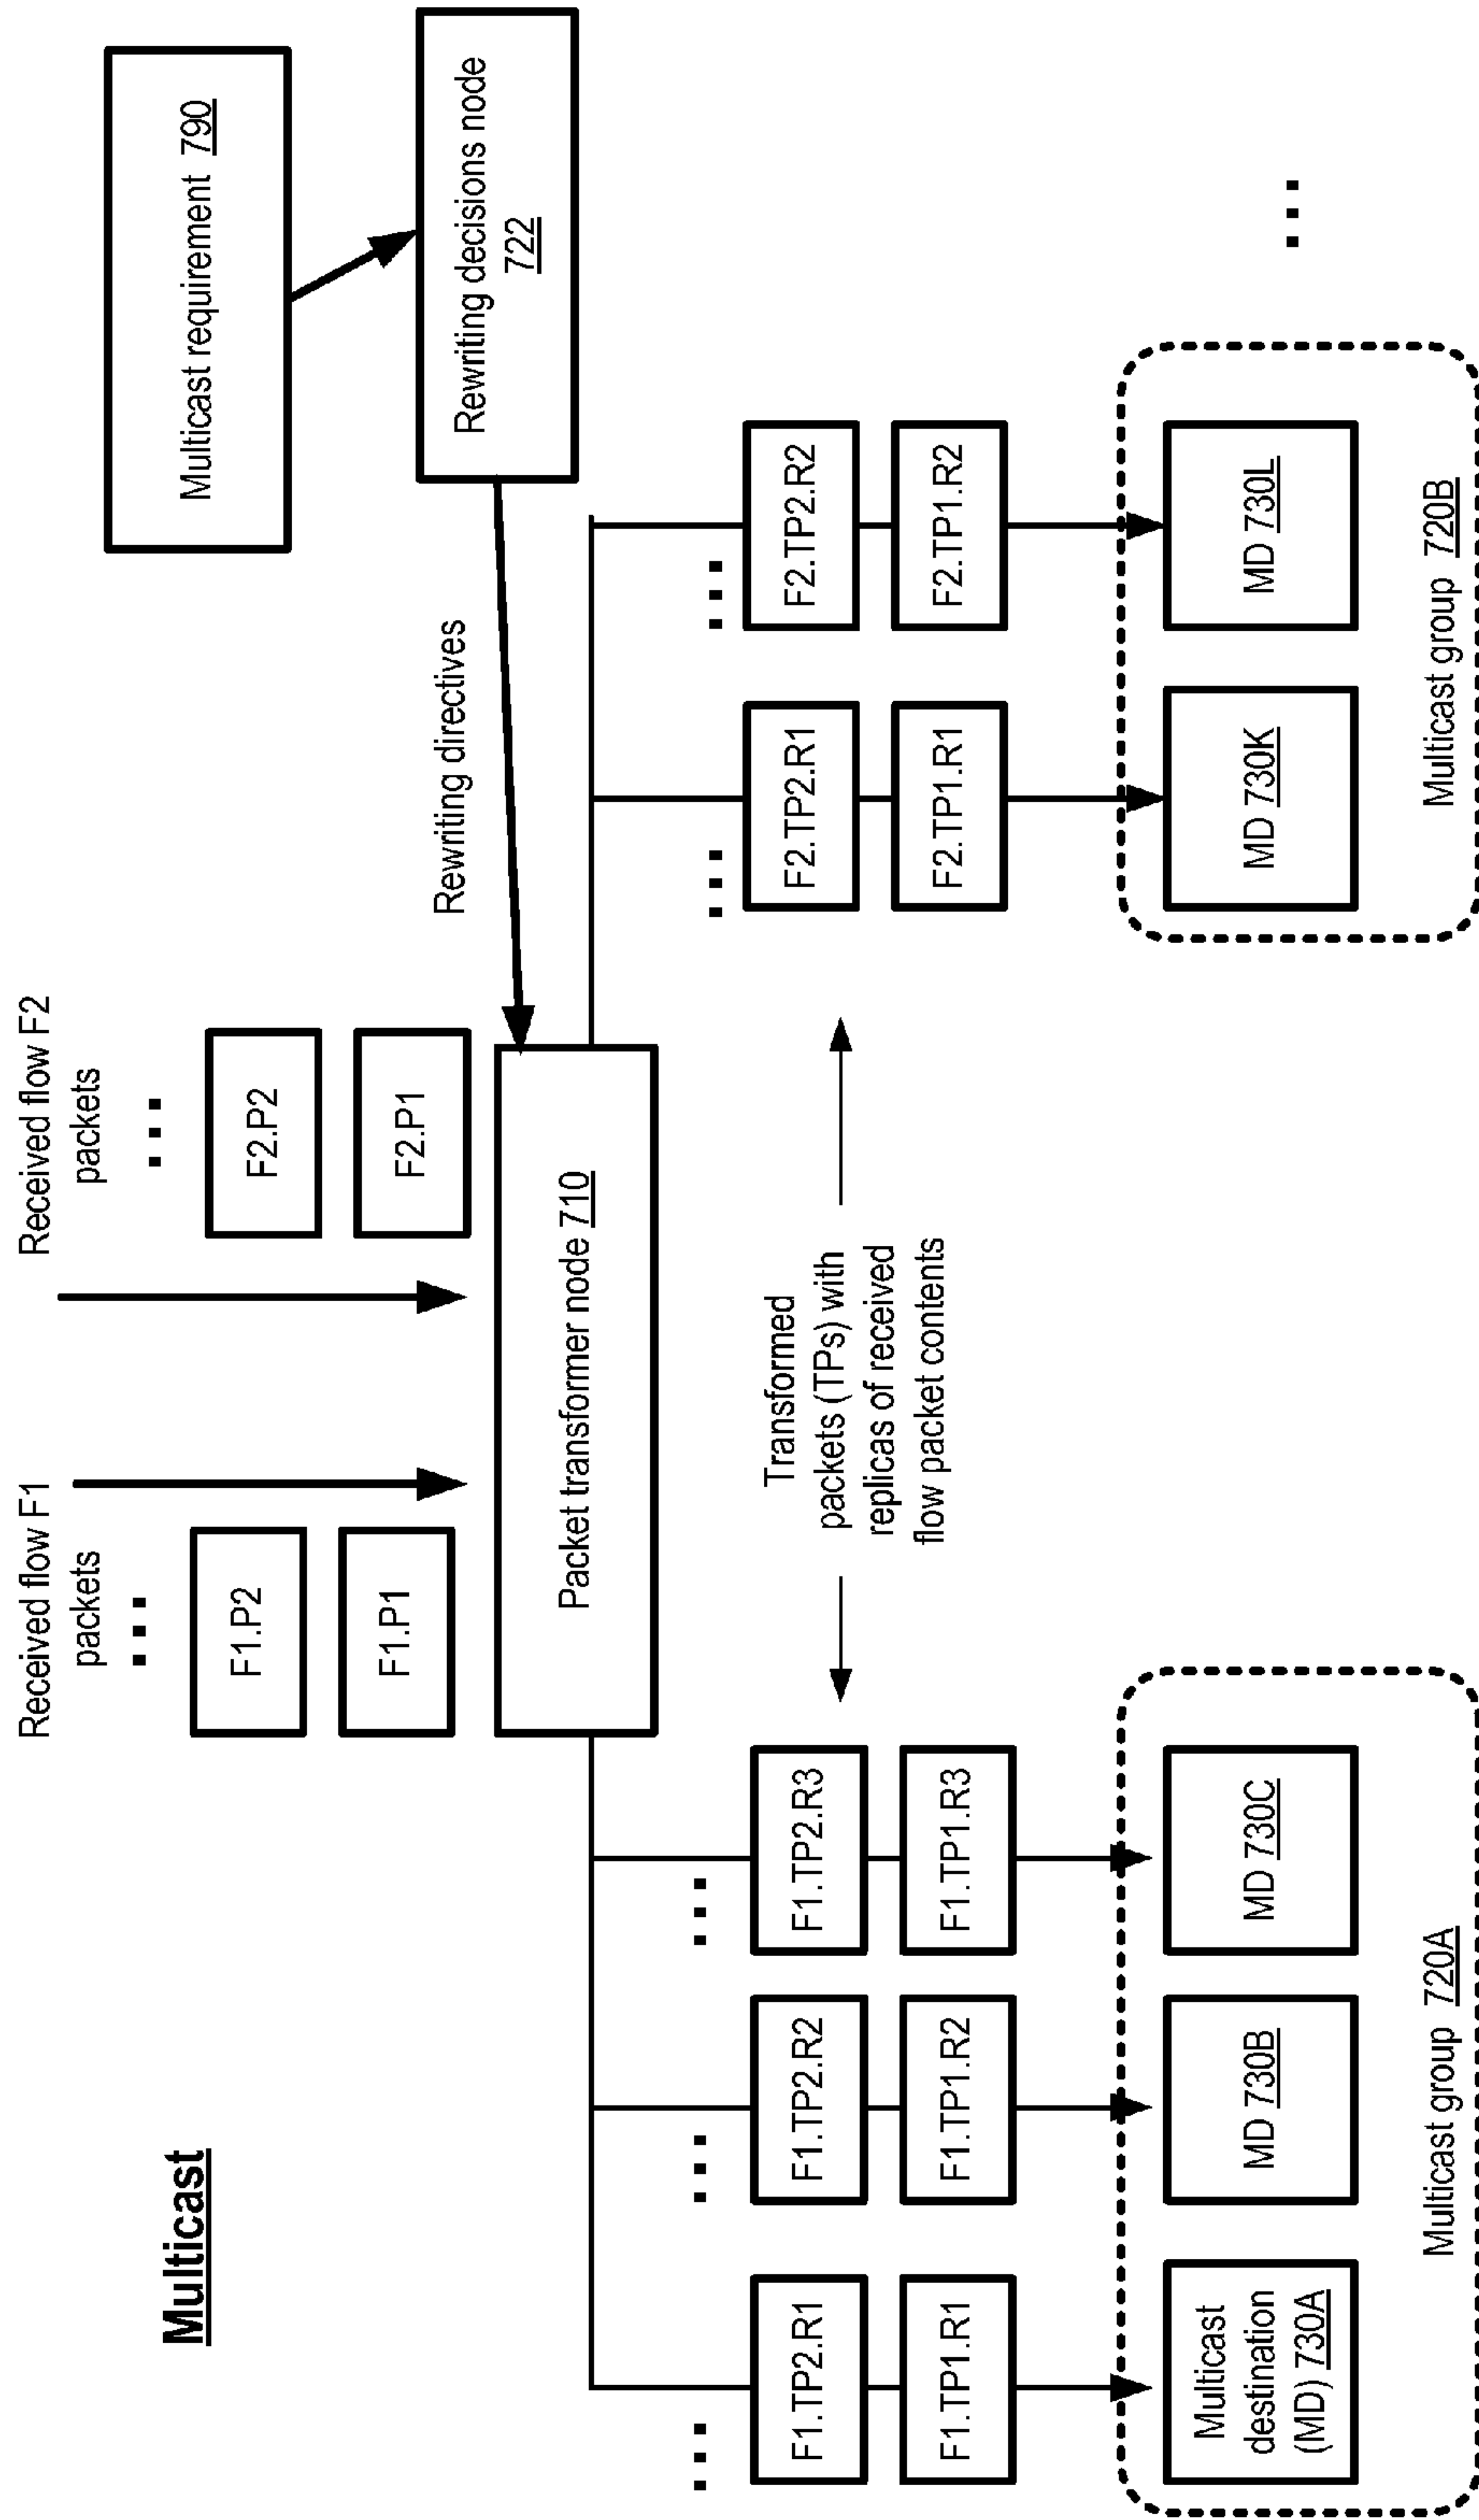 Multicast
Received flow F1
packets
Received flow F2
packets
Multicast requirement 790
F1.P2
F1.P1
F2.P2
F2.P1
Rewriting decisions node
722
Rewriting directives
Packet transformer node 710
F1.TP2.R1
F1.TP2.R2
F1.TP2.R3
F1.TP1.R1
F1.TP1.R2
F1.TP1.R3
Transformed
packets (TPs) with
replicas of received
flow packet contents
F2.TP2.R1
F2.TP2.R2
F2.TP1.R1
F2.TP1.R2
Multicast
destination
(MD) 730A
MD 730B
MD 730C
MD 730K
MD 730L
Multicast group 720A
Multicast group 720B